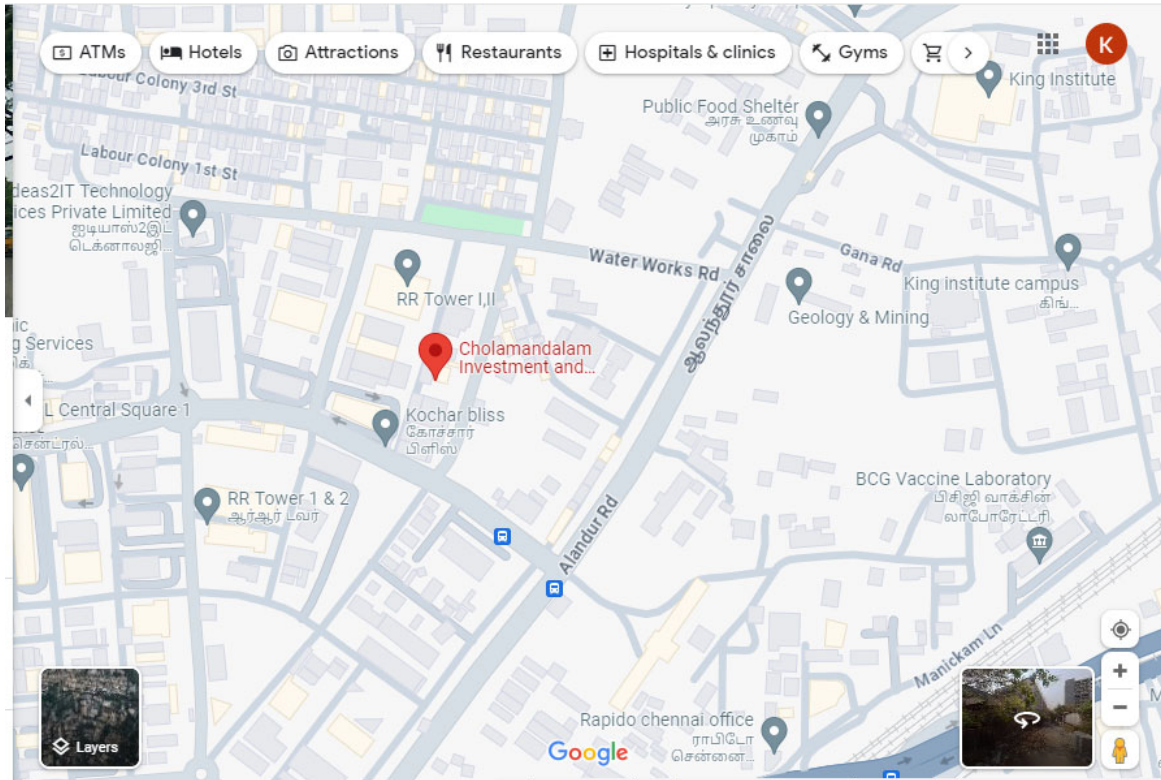 ATMs
Hotels
Attractions
Restaurants
Hospitals & clinics
Gyms
K
King Institute
Labour Colony 3rd St
Public Food Shelter
அரசு உணவு
முகாம்
Labour Colony 1st St
deas2IT Technology
ices Private Limited
ஐடியாஸ்2இட்
டெக்னாலஜி...
Water Works Rd
ஆலந்தூர் சாலை
Gana Rd
King institute campus
கிங்...
RR Tower I,II
Geology & Mining
Cholamandalam
Investment and...
ic
g Services
L Central Square 1
சென்ட்ரல்...
Kochar bliss
கோச்சார்
பிளிஸ்
RR Tower 1 & 2
ஆர்ஆர் டவர்
BCG Vaccine Laboratory
பிசிஜி வாக்சின்
லாபோரேட்டரி
Alandur Rd
Manickam Ln
Layers
Rapido chennai office
ராபிடோ
சென்னை...
Google